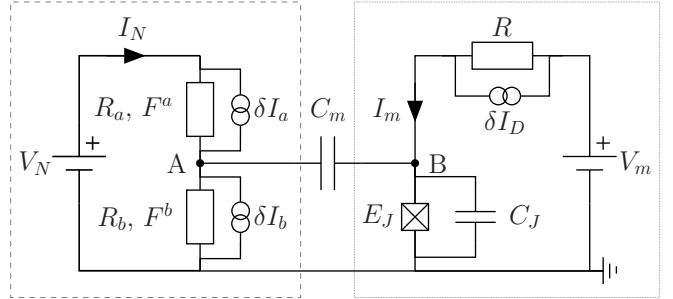 I_N
R
R_a, F^a
δI_a
C_m
I_m
δI_D
V_N
+
A
B
+
V_m
R_b, F^b
δI_b
E_J
C_J